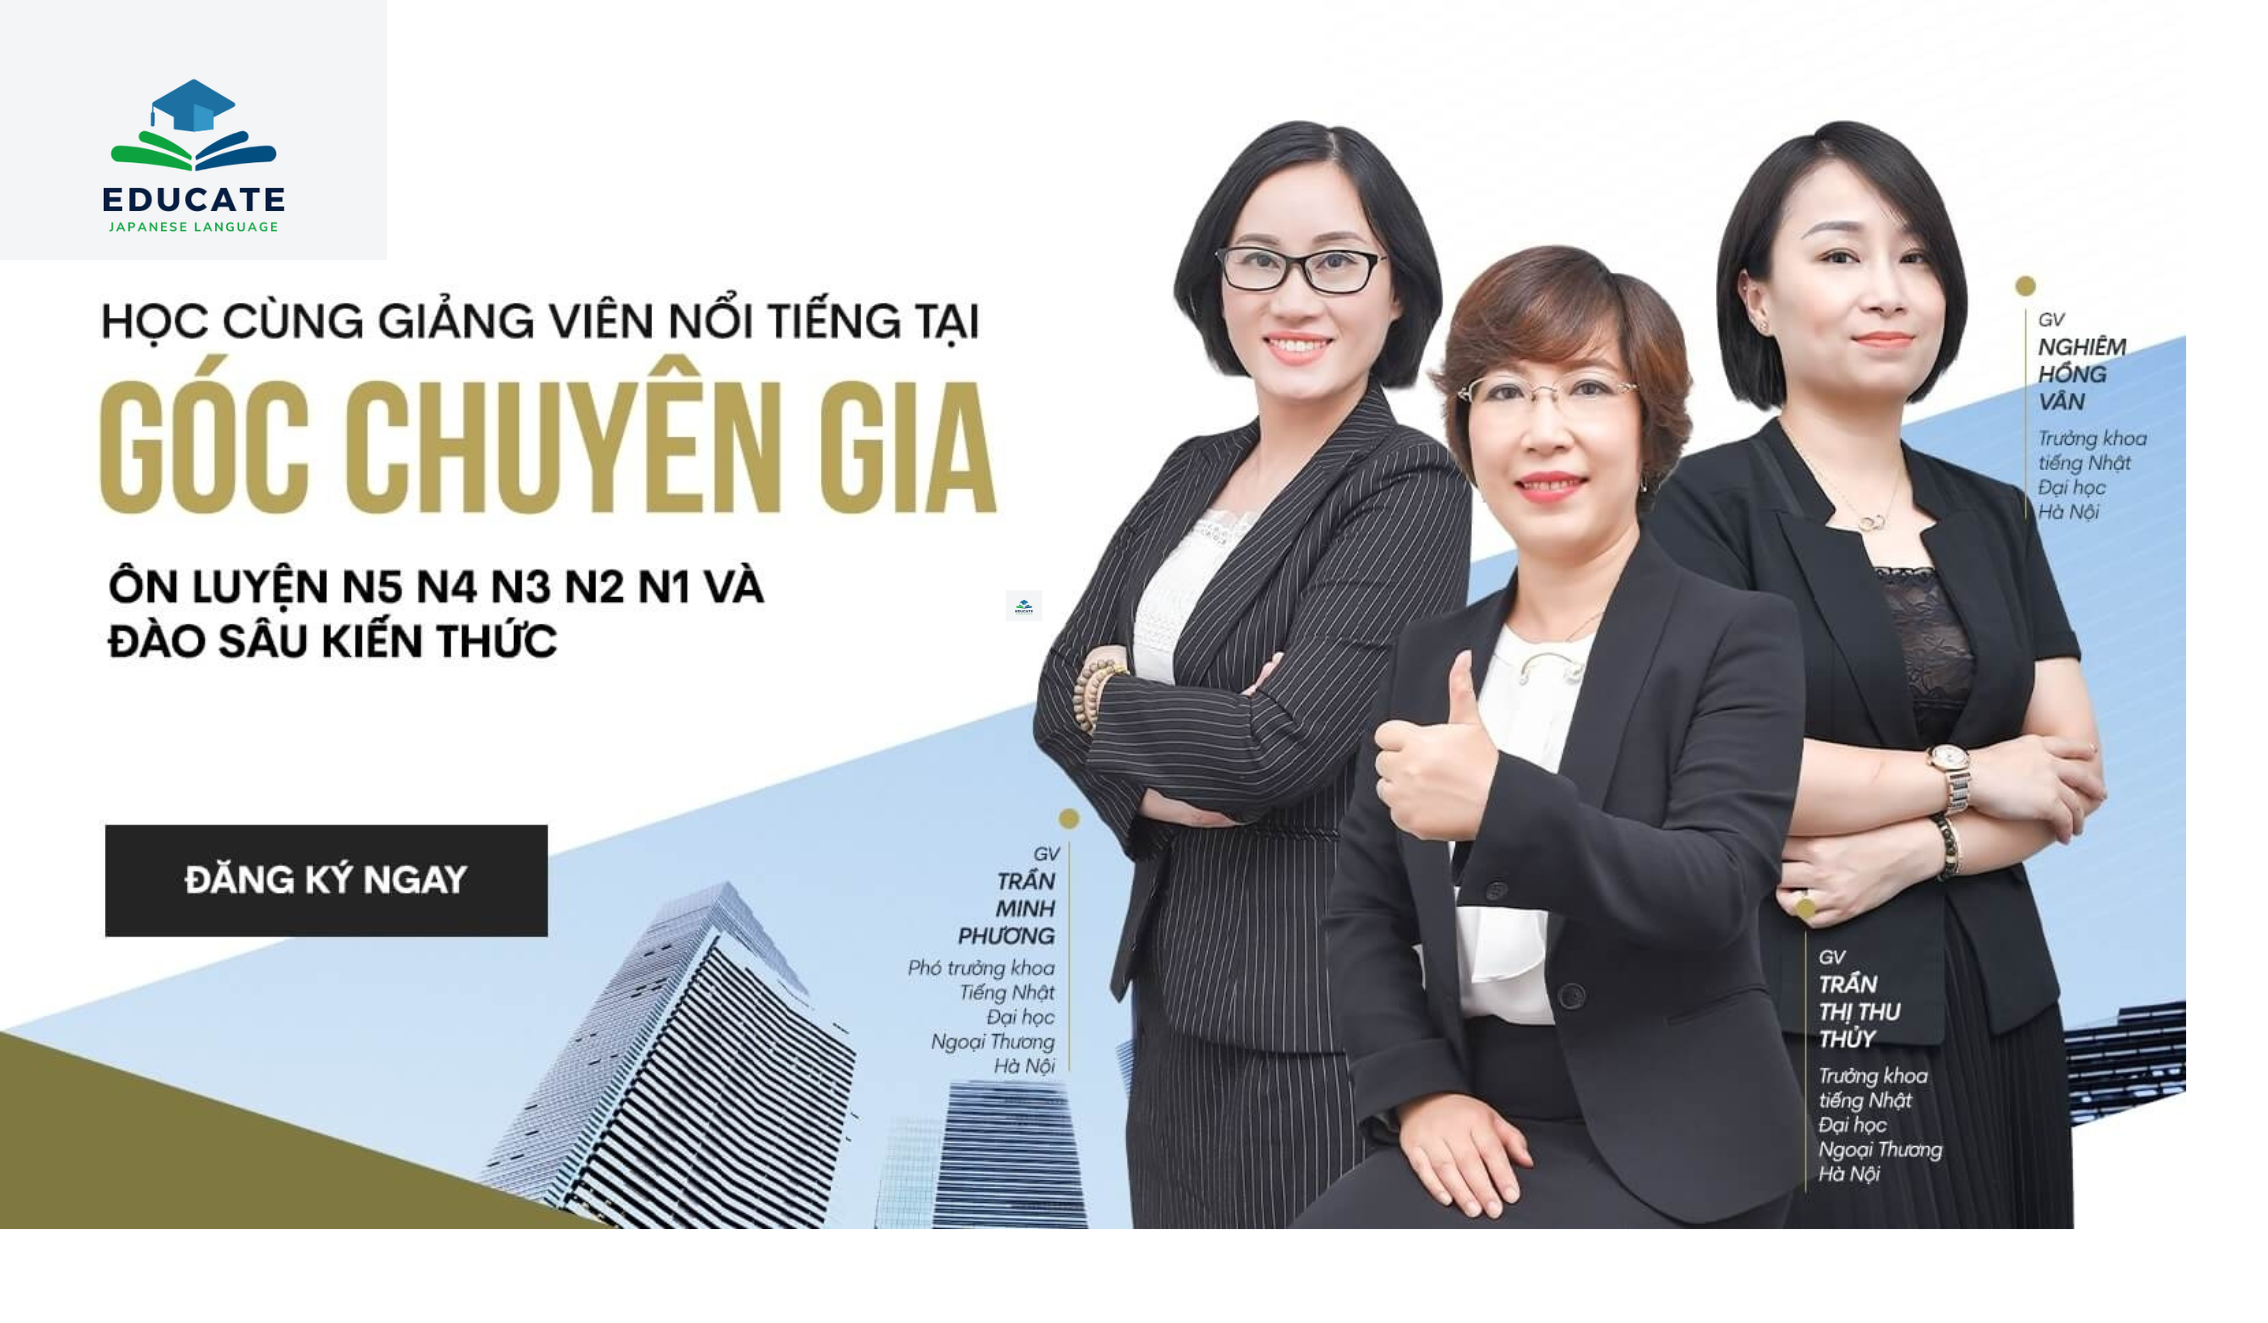 EDUCATE
JAPANESE LANGUAGE
HỌC CÙNG GIẢNG VIÊN NỔI TIẾNG TẠI
GÓC CHUYÊN GIA
ÔN LUYỆN N5 N4 N3 N2 N1 VÀ
ĐÀO SÂU KIẾN THỨC
ĐĂNG KÝ NGAY
EDUCATE
GV
TRẦN
MINH
PHƯƠNG
Phó trưởng khoa
Tiếng Nhật
Đại học
Ngoại Thương
Hà Nội
GV
TRẦN
THỊ THU
THỦY
Trưởng khoa
tiếng Nhật
Đại học
Ngoại Thương
Hà Nội
GV
NGHIÊM
HỒNG
VÂN
Trưởng khoa
tiếng Nhật
Đại học
Hà Nội